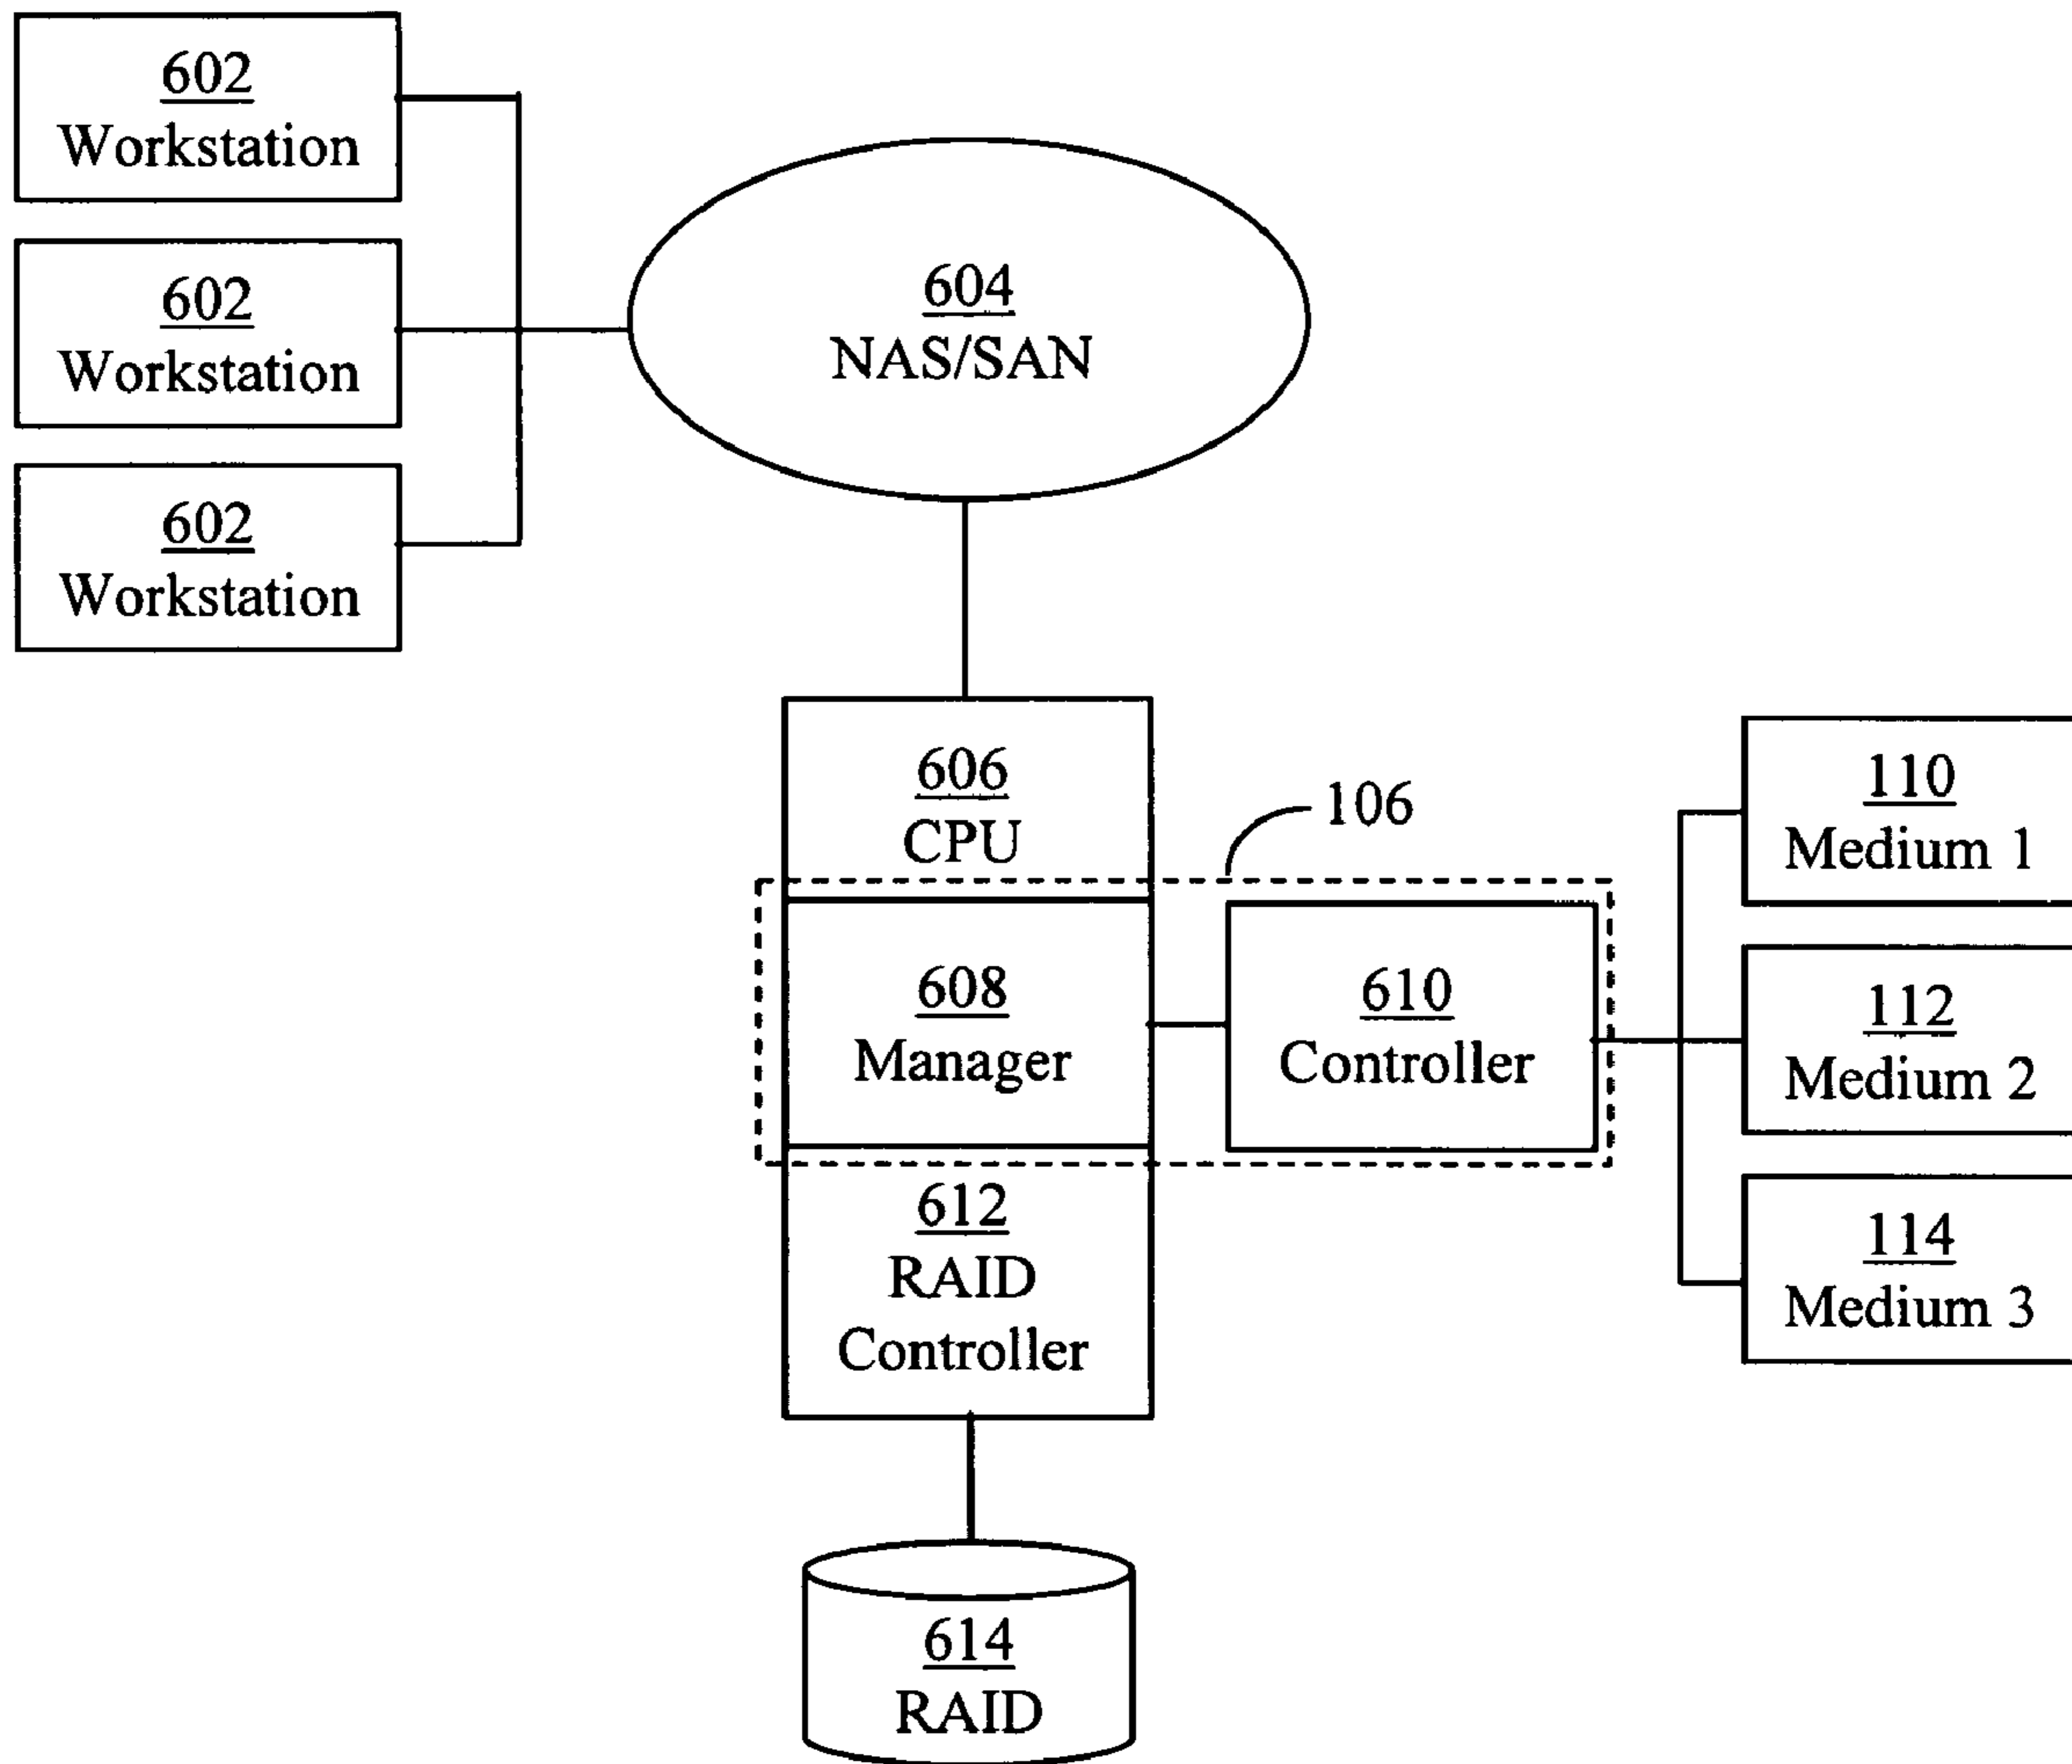 602
Workstation
602
Workstation
602
Workstation
604
NAS/SAN
606
CPU
106
608
Manager
610
Controller
612
RAID
Controller
614
RAID
110
Medium 1
112
Medium 2
114
Medium 3